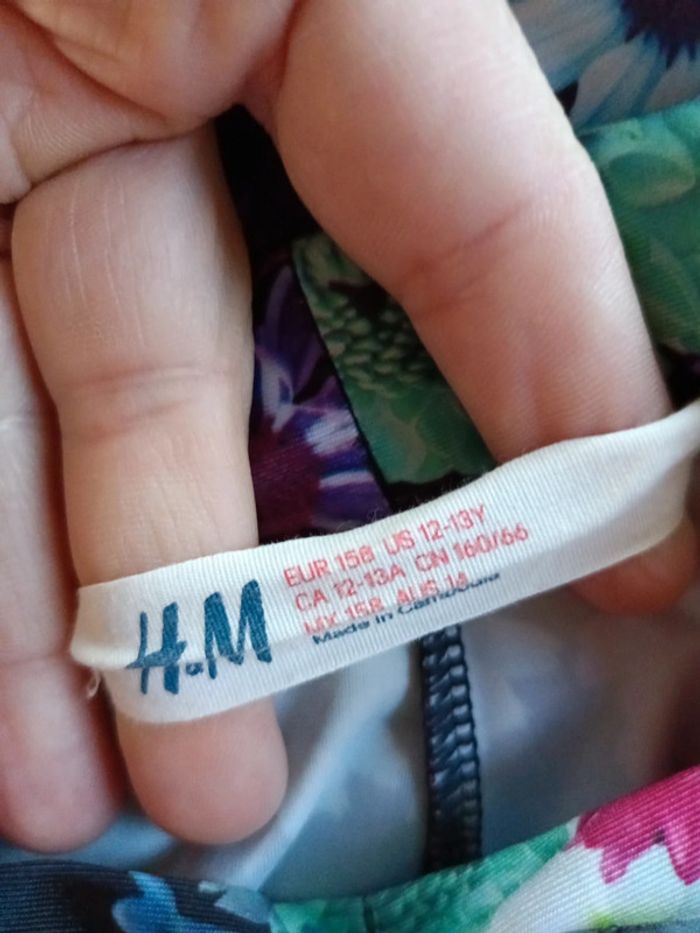 H&M
EUR 158 US 12-13Y
CA 12-13A CN 160/66
MX 158 AUS 14
Made in Cambodia